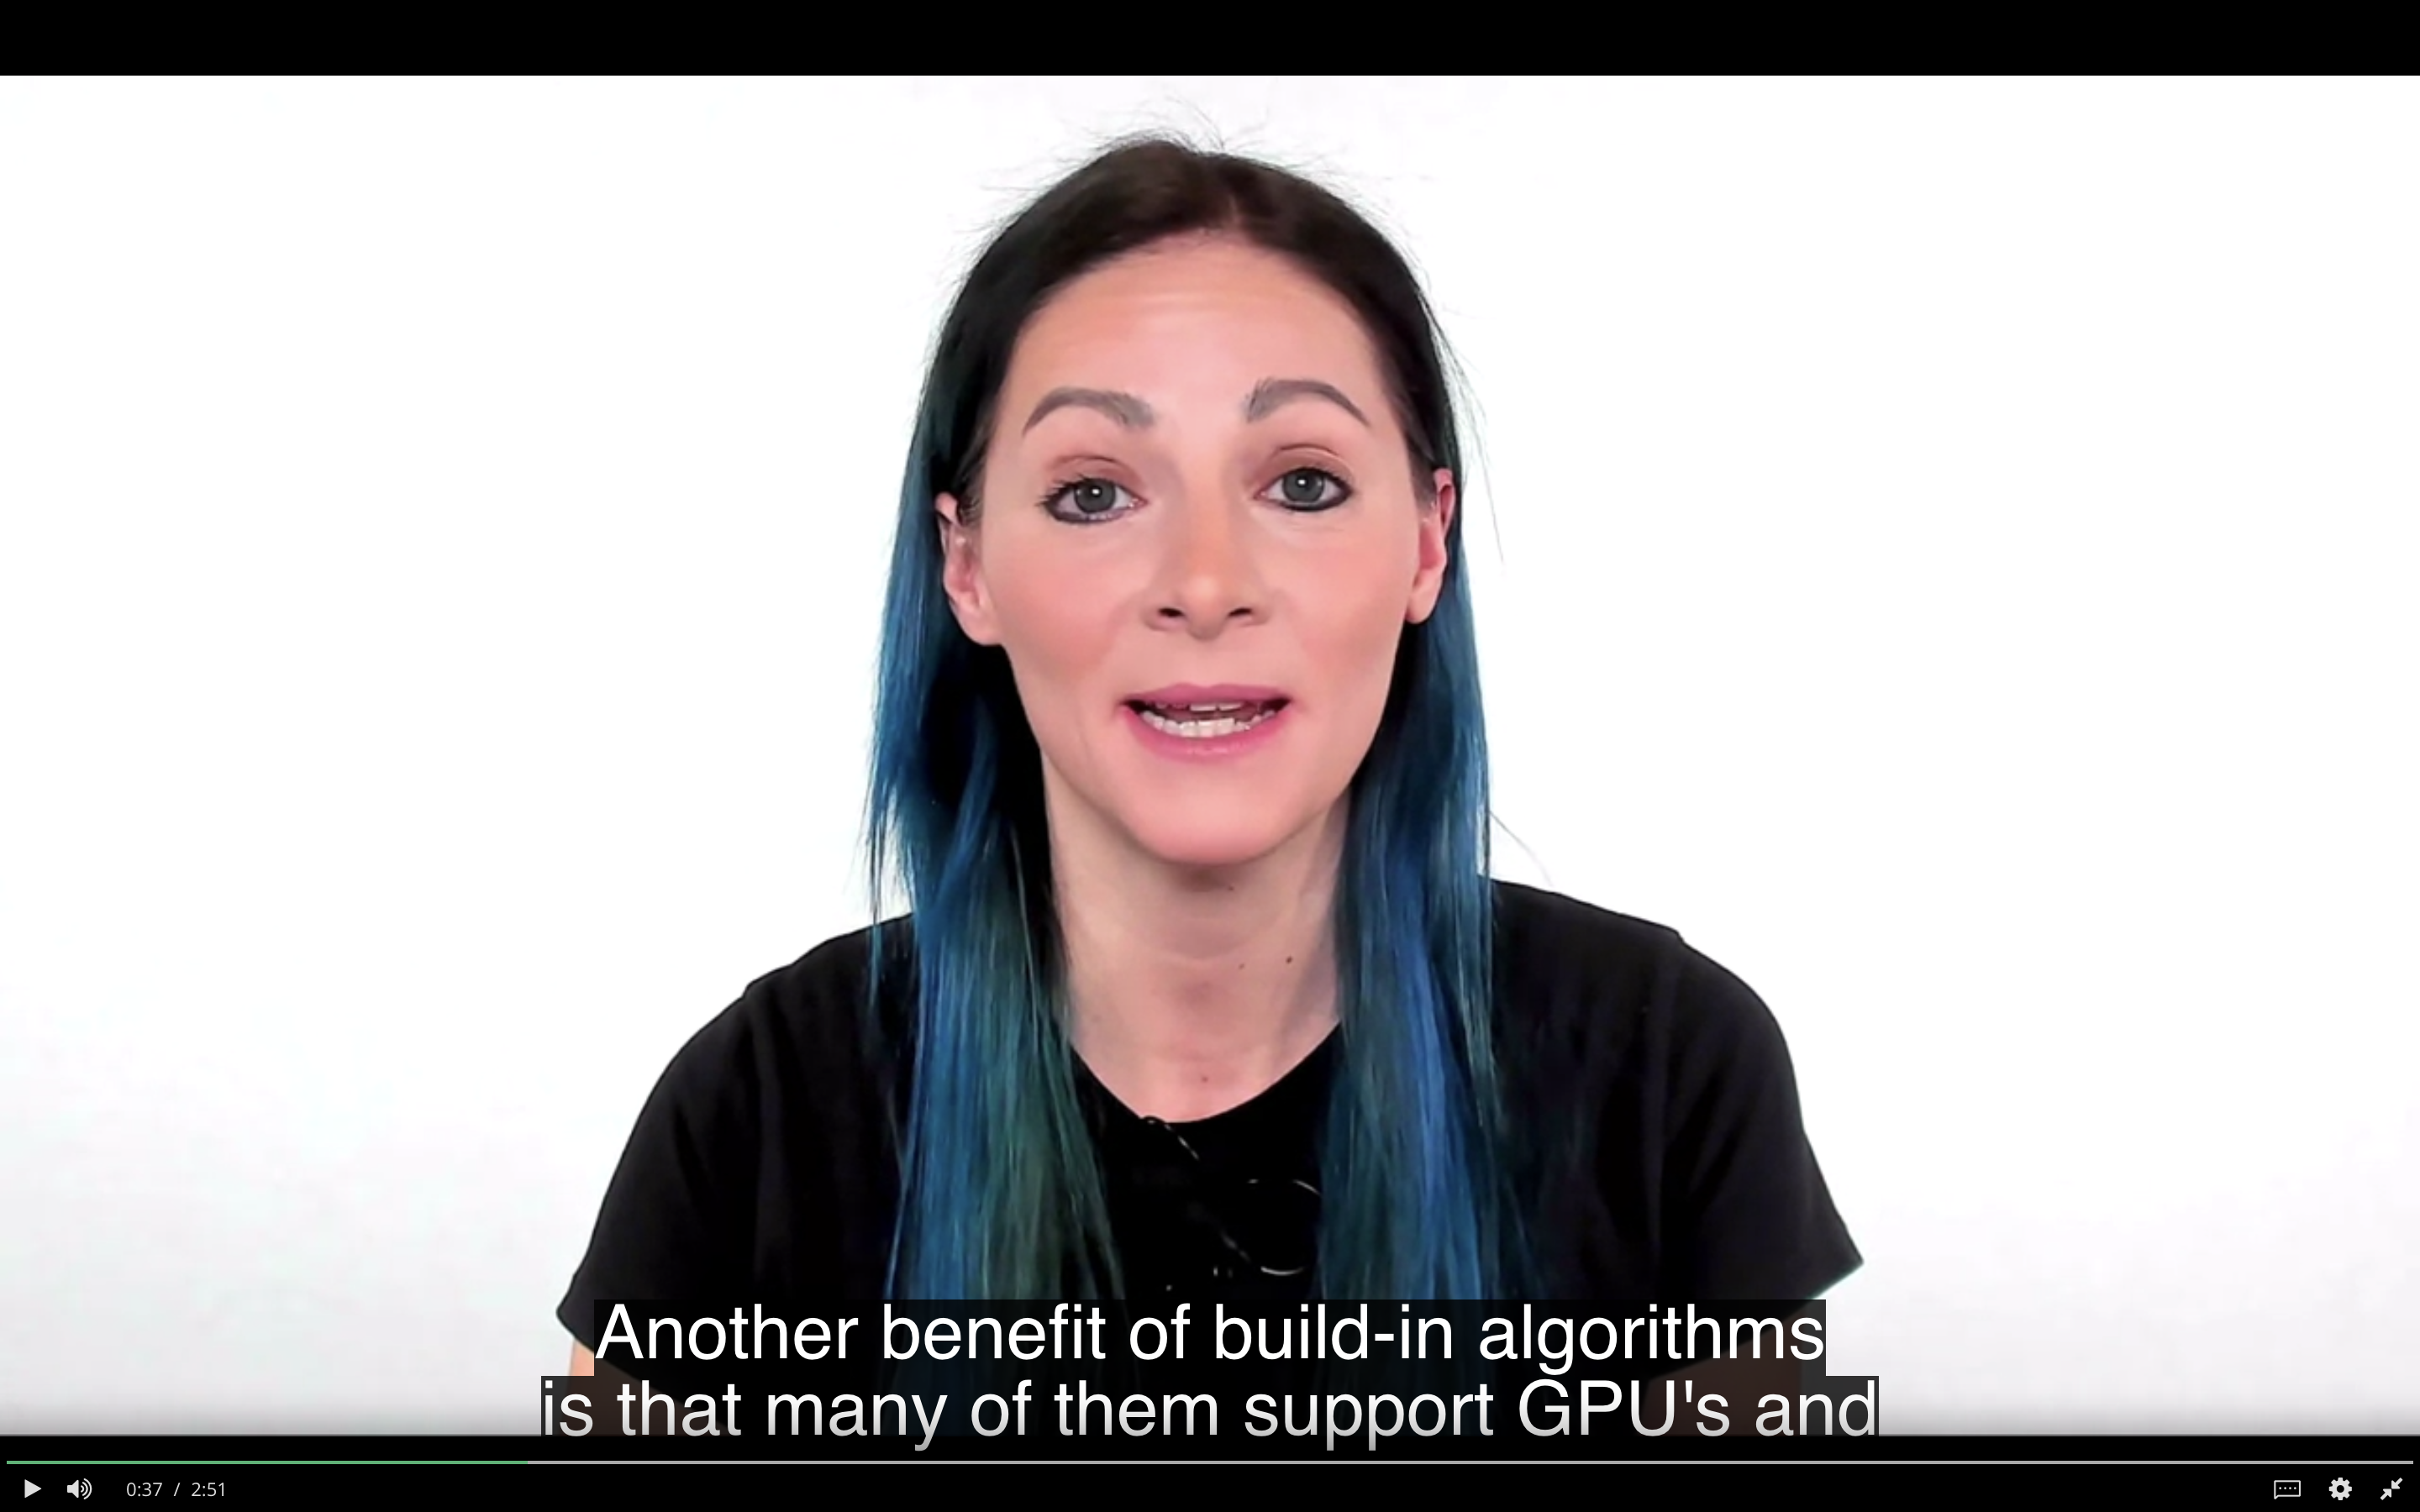 Another benefit of build-in algorithms
is that many of them support GPU's and
0:37 / 2:51